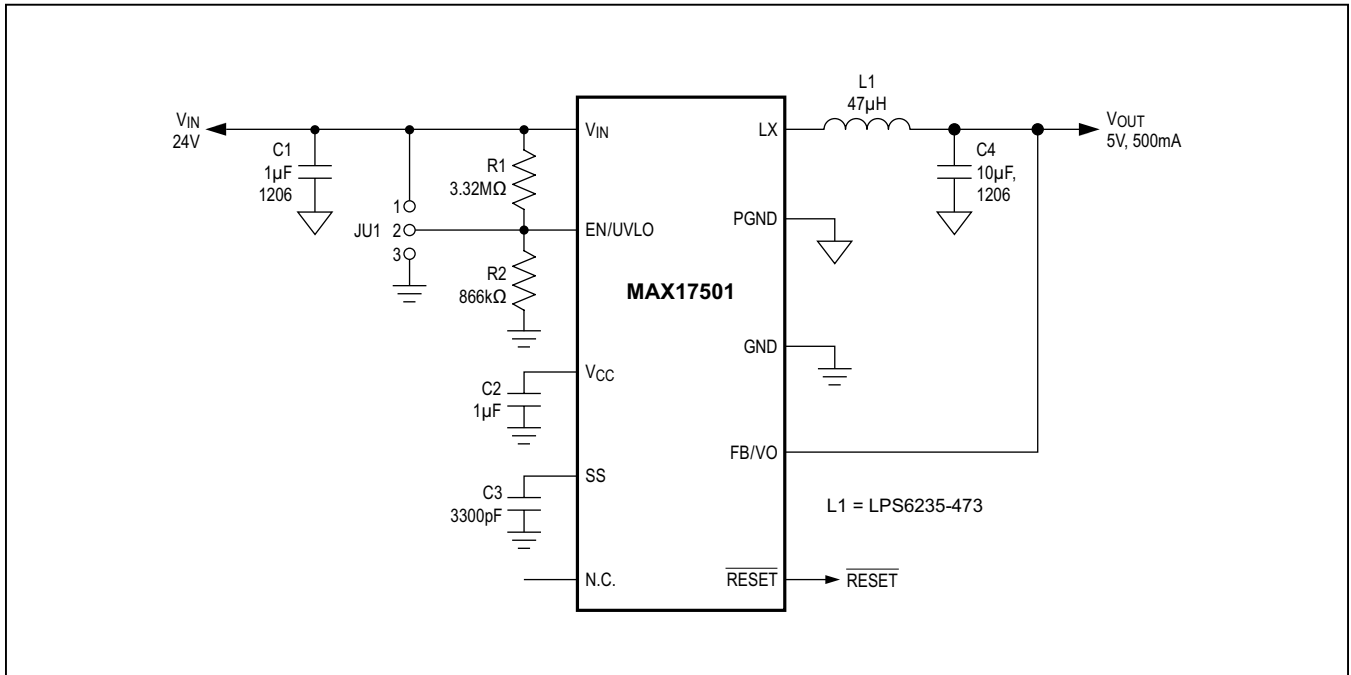 VIN
24V
C1
1µF
1206
JU1
1
2
3
R1
3.32MΩ
R2
866kΩ
C2
1µF
C3
3300pF
VIN
EN/UVLO
VCC
SS
N.C.
MAX17501
LX
PGND
GND
FB/VO
RESET
L1
47µH
C4
10µF,
1206
VOUT
5V, 500mA
L1 = LPS6235-473
RESET